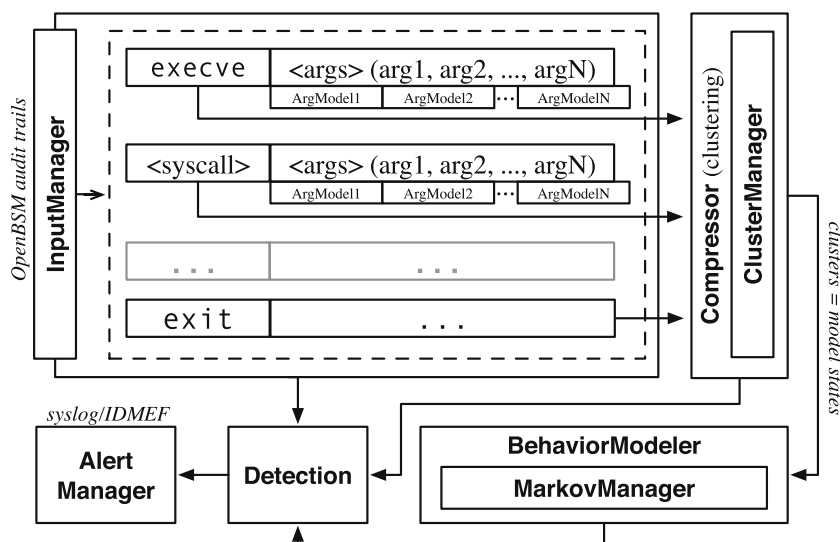 OpenBSM audit trails
InputManager
execve <args> (arg1, arg2, ..., argN)
ArgModel1 ArgModel2 ... ArgModelN
<syscall> <args> (arg1, arg2, ..., argN)
ArgModel1 ArgModel2 ... ArgModelN
... ...
exit ...
Compressor (clustering)
ClusterManager
clusters = model states
syslog/IDMEF
Alert
Manager
Detection
BehaviorModeler
MarkovManager